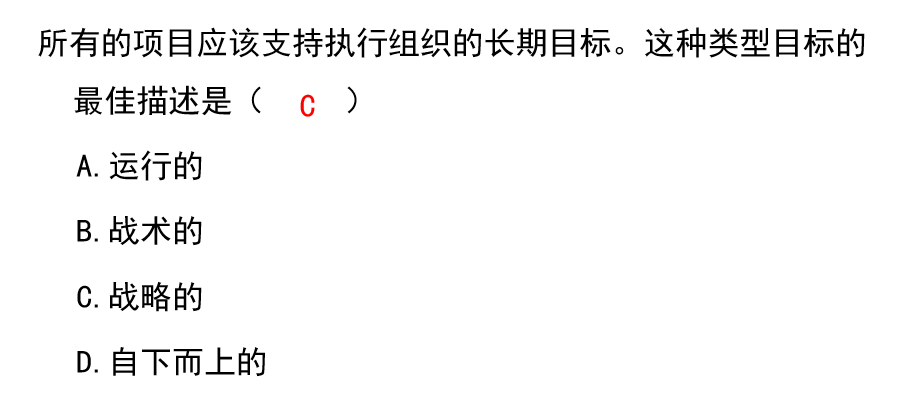 所有的项目应该支持执行组织的长期目标。这种类型目标的
最佳描述是（ C ）
A.运行的
B.战术的
C.战略的
D.自下而上的